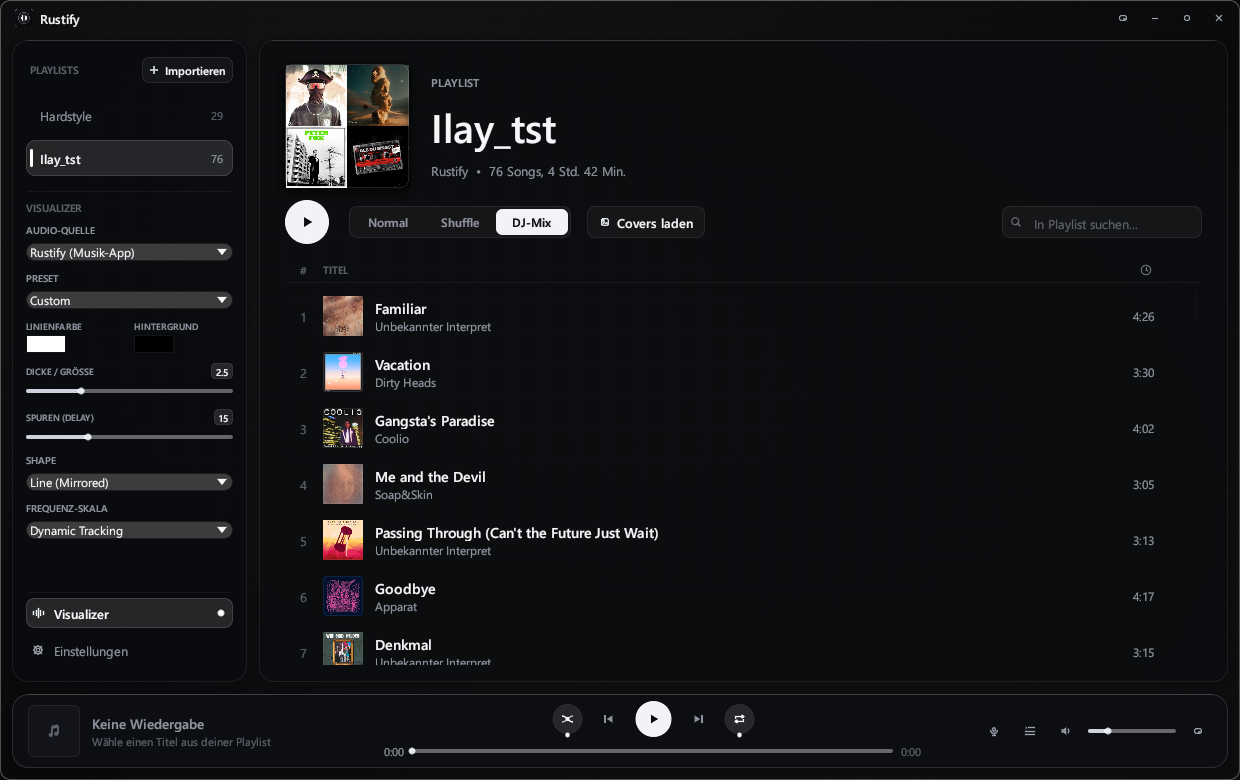 Rustify
PLAYLISTS
+ Importieren
Hardstyle 29
Ilay_tst 76
VISUALIZER
AUDIO-QUELLE
Rustify (Musik-App)
PRESET
Custom
LINIENFARBE HINTERGRUND
DICKE / GRÖSSE 2.5
SPUREN (DELAY) 15
SHAPE
Line (Mirrored)
FREQUENZ-SKALA
Dynamic Tracking
Visualizer
Einstellungen
PETER
FOX
PLAYLIST
Ilay_tst
Rustify • 76 Songs, 4 Std. 42 Min.
Normal Shuffle DJ-Mix Covers laden
In Playlist suchen...
# TITEL
1 Familiar 4:26
Unbekannter Interpret
2 Vacation 3:30
Dirty Heads
COOLIO
3 Gangsta's Paradise 4:02
Coolio
4 Me and the Devil 3:05
Soap&Skin
5 Passing Through (Can't the Future Just Wait) 3:13
Unbekannter Interpret
6 Goodbye 4:17
Apparat
WIR SIND HELDEN
7 Denkmal 3:15
Unbekannter Interpret
Keine Wiedergabe
Wähle einen Titel aus deiner Playlist
0:00 0:00